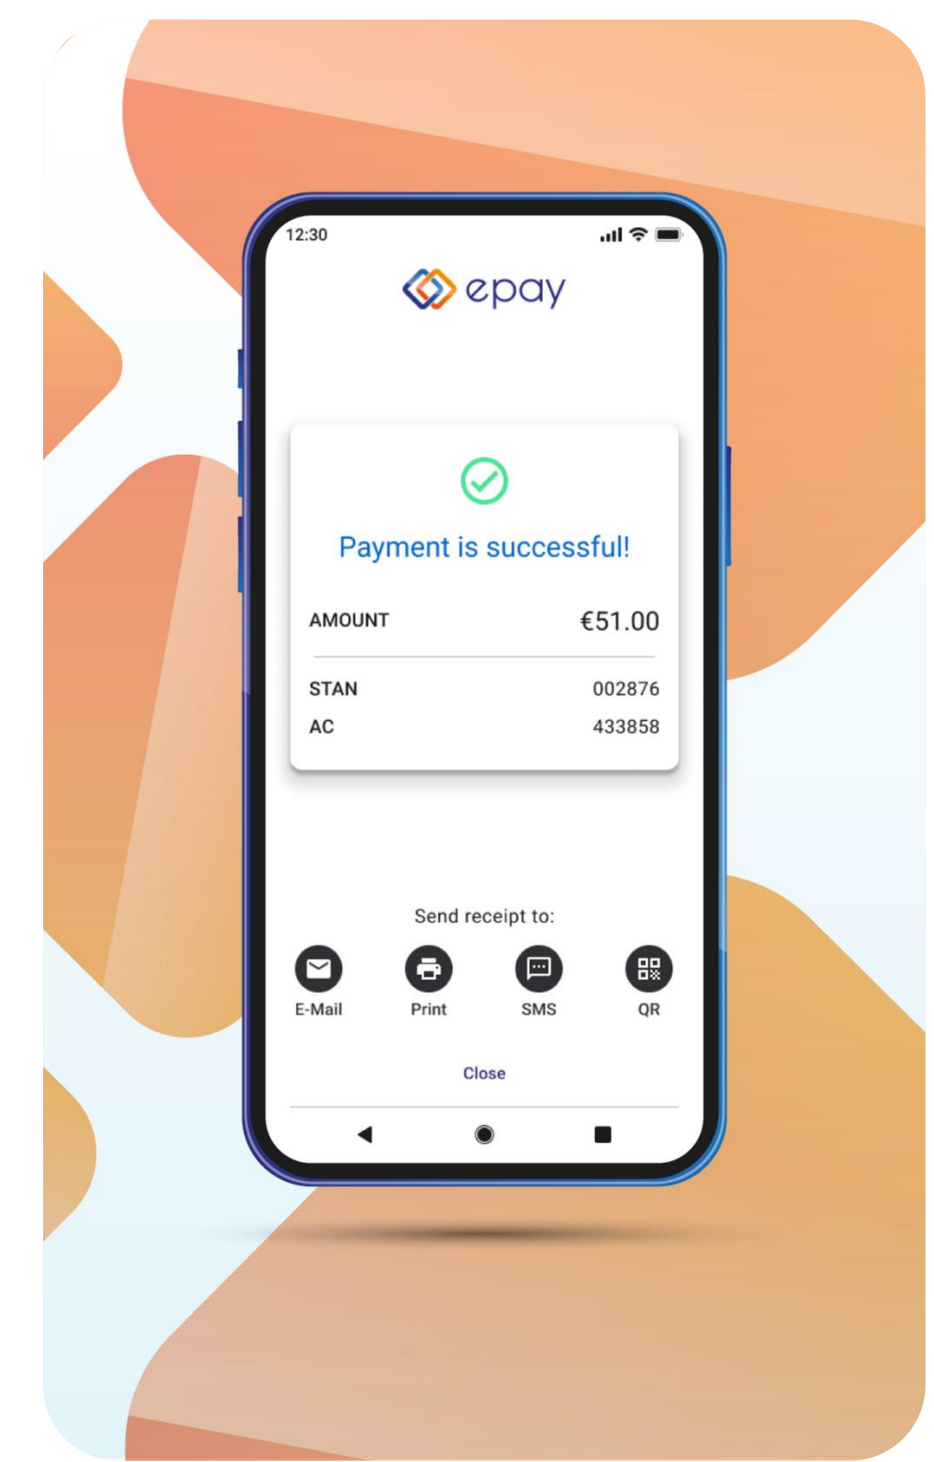 12:30
epay
Payment is successful!
AMOUNT €51.00
STAN 002876
AC 433858
Send receipt to:
E-Mail Print SMS QR
Close